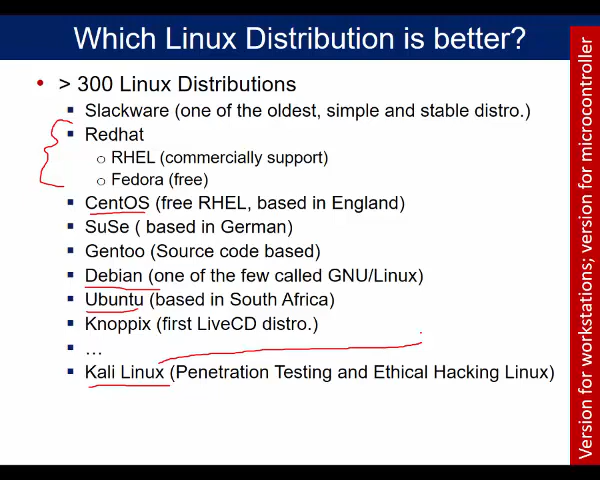 Which Linux Distribution is better?
• > 300 Linux Distributions
▪ Slackware (one of the oldest, simple and stable distro.)
▪ Redhat
o RHEL (commercially support)
o Fedora (free)
▪ CentOS (free RHEL, based in England)
▪ SuSe ( based in German)
▪ Gentoo (Source code based)
▪ Debian (one of the few called GNU/Linux)
▪ Ubuntu (based in South Africa)
▪ Knoppix (first LiveCD distro.)
▪ …
▪ Kali Linux (Penetration Testing and Ethical Hacking Linux)
Version for workstations; version for microcontroller